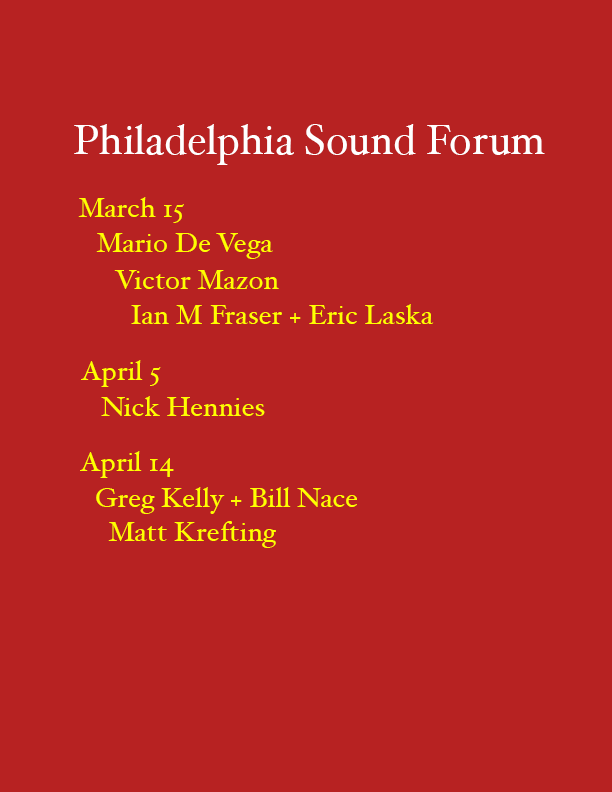 Philadelphia Sound Forum
March 15
Mario De Vega
Victor Mazon
Ian M Fraser + Eric Laska
April 5
Nick Hennies
April 14
Greg Kelly + Bill Nace
Matt Krefting